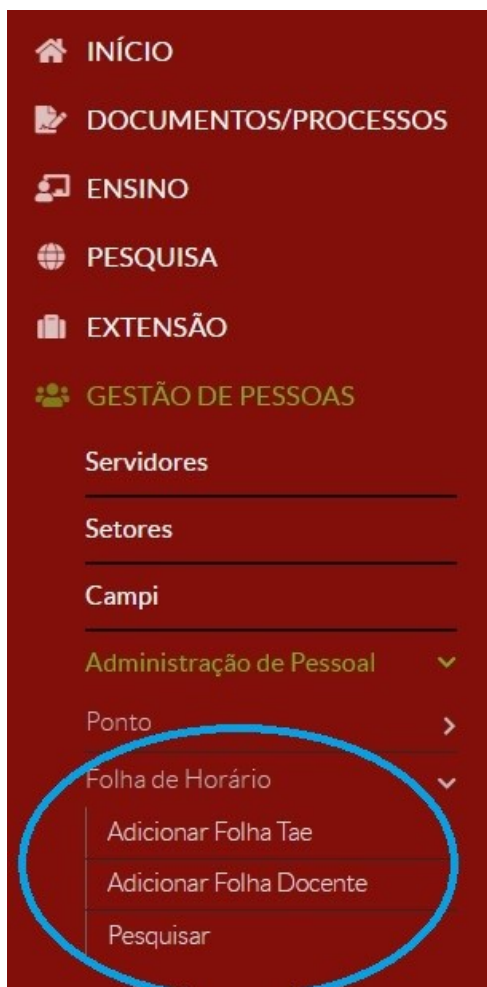 INÍCIO
DOCUMENTOS/PROCESSOS
ENSINO
PESQUISA
EXTENSÃO
GESTÃO DE PESSOAS
Servidores
Setores
Campi
Administração de Pessoal
Ponto
Folha de Horário
Adicionar Folha Tae
Adicionar Folha Docente
Pesquisar